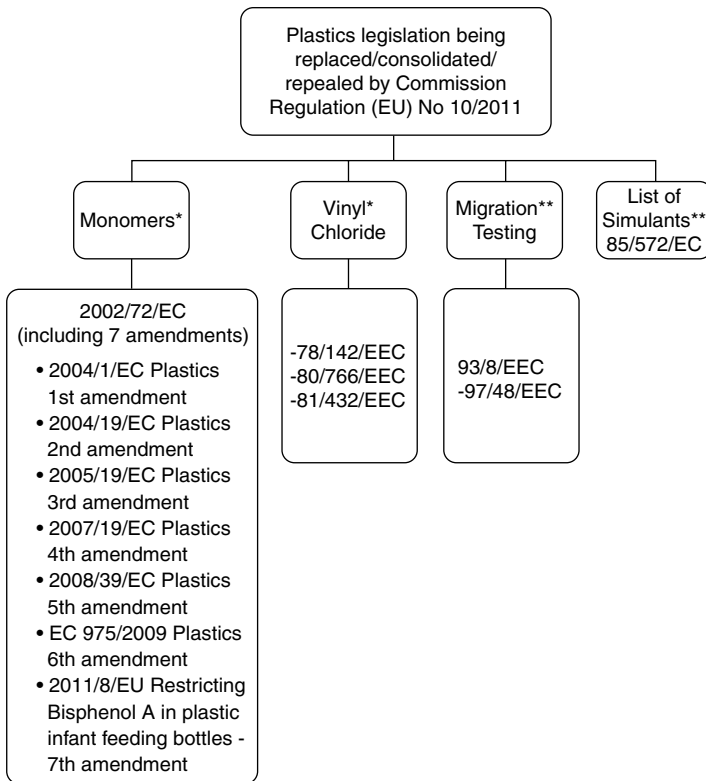 Plastics legislation being
replaced/consolidated/
repealed by Commission
Regulation (EU) No 10/2011
Monomers*
Vinyl*
Chloride
Migration**
Testing
List of
Simulants**
85/572/EC
2002/72/EC
(including 7 amendments)
• 2004/1/EC Plastics
1st amendment
• 2004/19/EC Plastics
2nd amendment
• 2005/19/EC Plastics
3rd amendment
• 2007/19/EC Plastics
4th amendment
• 2008/39/EC Plastics
5th amendment
• EC 975/2009 Plastics
6th amendment
• 2011/8/EU Restricting
Bisphenol A in plastic
infant feeding bottles -
7th amendment
-78/142/EEC
-80/766/EEC
-81/432/EEC
93/8/EEC
-97/48/EEC